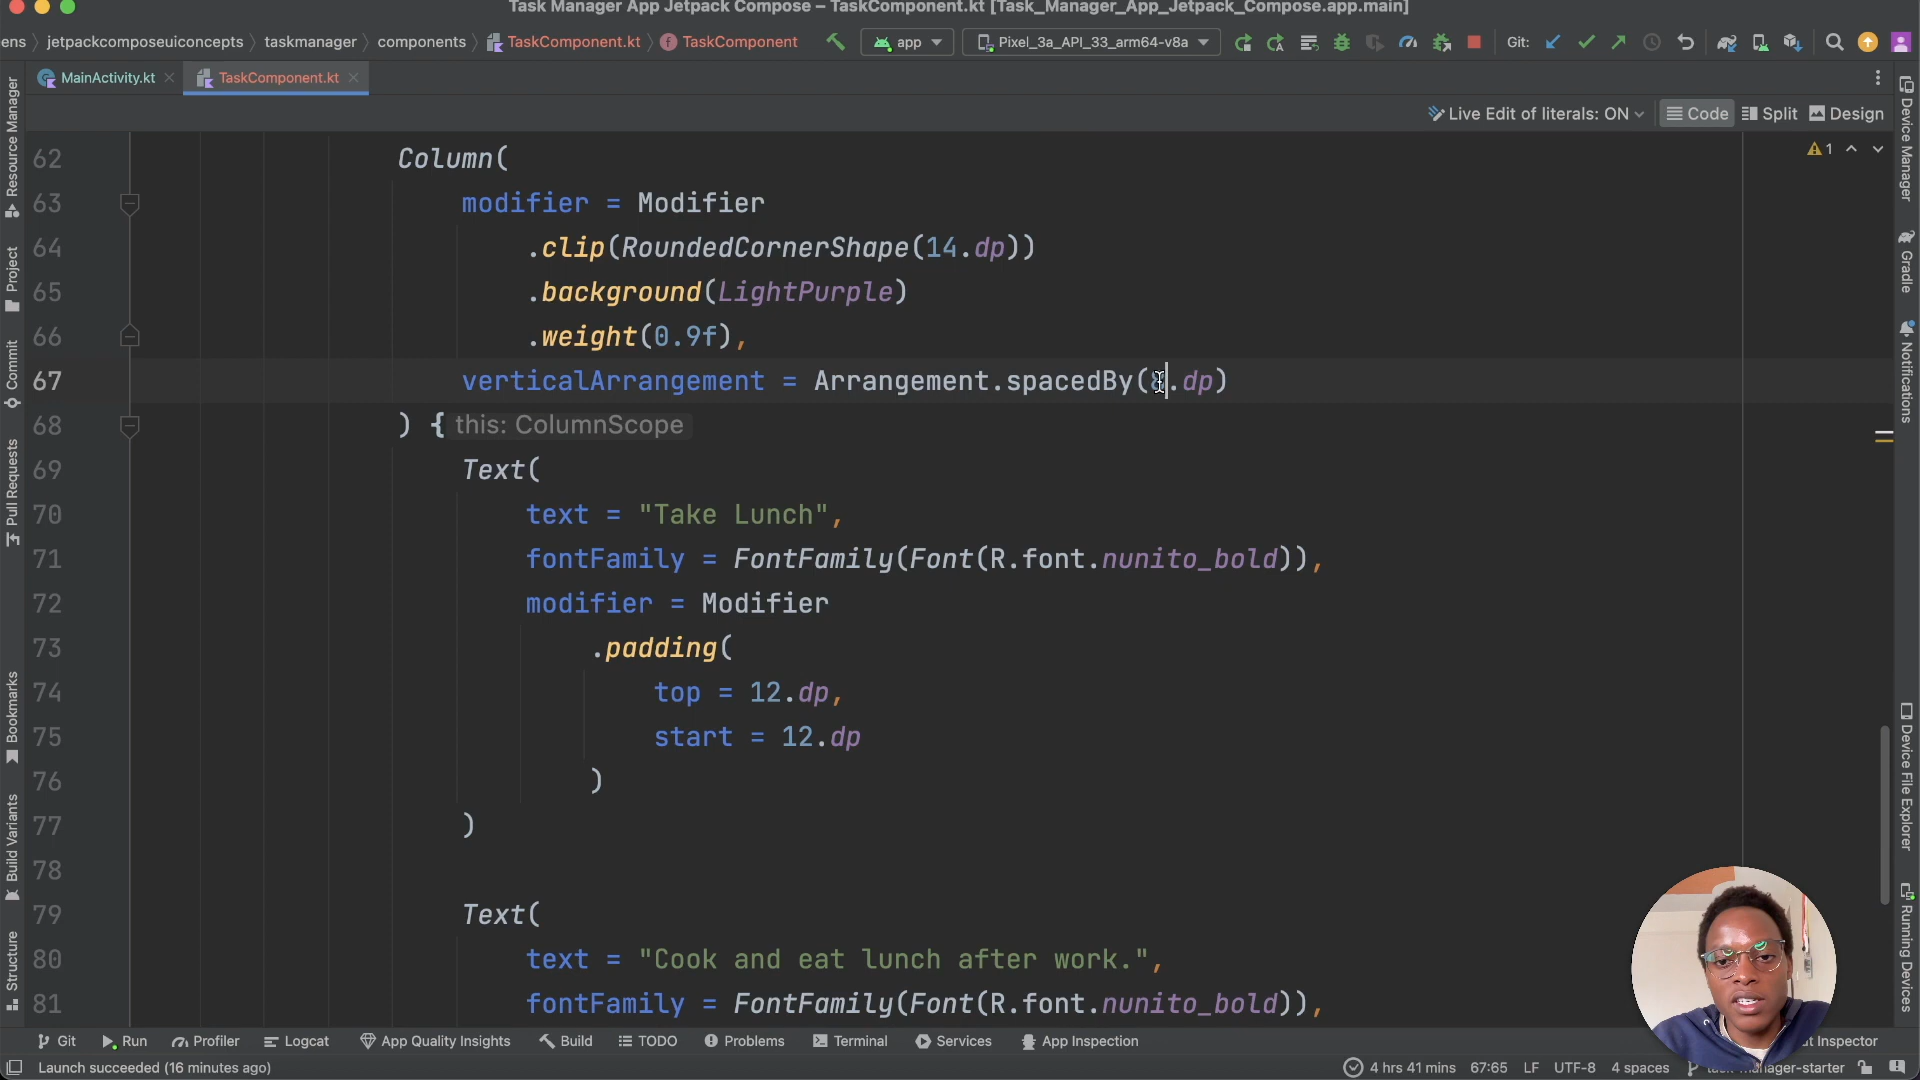 Task Manager App Jetpack Compose – TaskComponent.kt [Task_Manager_App_Jetpack_Compose.app.main]
ens jetpackcomposeuiconcepts taskmanager components TaskComponent.kt TaskComponent app Pixel_3a_API_33_arm64-v8a Git:
MainActivity.kt TaskComponent.kt
Live Edit of literals: ON Code Split Design
1
62 Column(
63 modifier = Modifier
64 .clip(RoundedCornerShape(14.dp))
65 .background(LightPurple)
66 .weight(0.9f),
67 verticalArrangement = Arrangement.spacedBy(.dp)
68 ) { this: ColumnScope
69 Text(
70 text = "Take Lunch",
71 fontFamily = FontFamily(Font(R.font.nunito_bold)),
72 modifier = Modifier
73 .padding(
74 top = 12.dp,
75 start = 12.dp
76 )
77 )
78
79 Text(
80 text = "Cook and eat lunch after work.",
81 fontFamily = FontFamily(Font(R.font.nunito_bold)),
Resource Manager
Project
Commit
Pull Requests
Bookmarks
Build Variants
Structure
Device Manager
Gradle
Notifications
Device File Explorer
Running Devices
Git Run Profiler Logcat App Quality Insights Build TODO Problems Terminal Services App Inspection Inspector
Launch succeeded (16 minutes ago) 4 hrs 41 mins 67:65 LF UTF-8 4 spaces